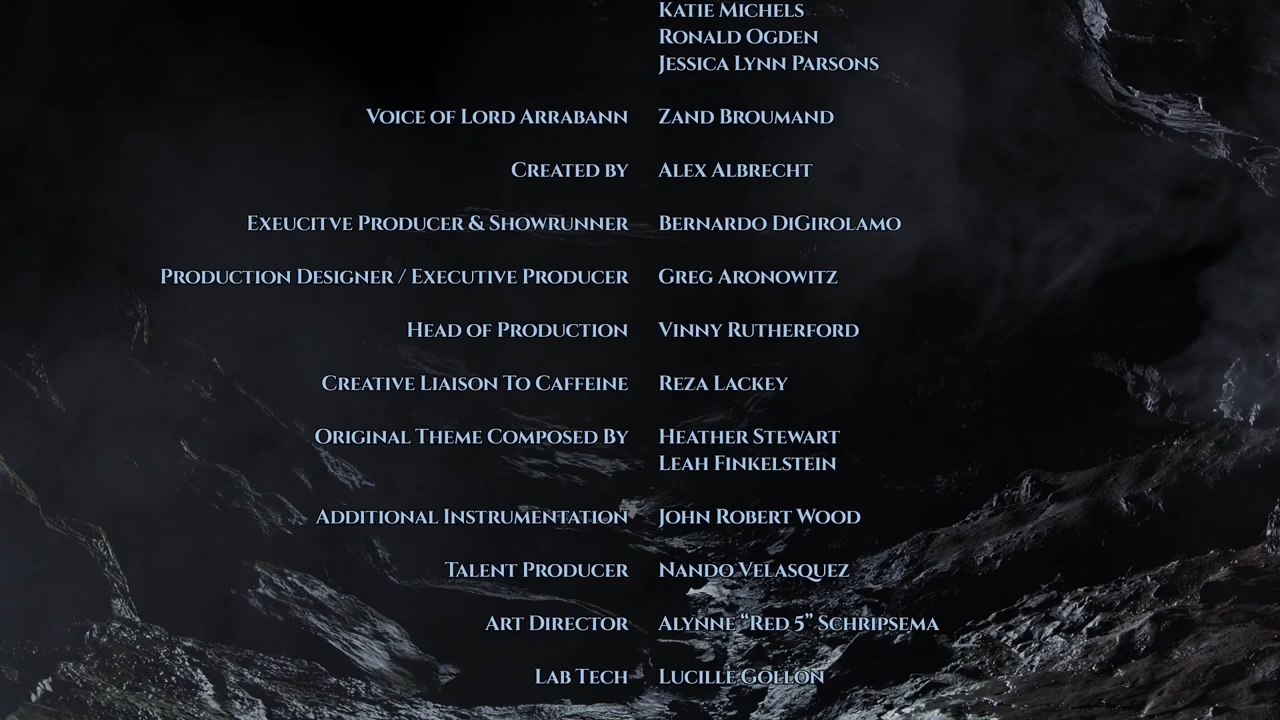 Katie Michels
Ronald Ogden
Jessica Lynn Parsons
Voice of Lord Arrabann Zand Broumand
Created by Alex Albrecht
Exeucitve Producer & Showrunner Bernardo DiGirolamo
Production Designer / Executive Producer Greg Aronowitz
Head of Production Vinny Rutherford
Creative Liaison To Caffeine Reza Lackey
Original Theme Composed By Heather Stewart
Leah Finkelstein
Additional Instrumentation John Robert Wood
Talent Producer Nando Velasquez
Art Director Alynne “Red 5” Schripsema
Lab Tech Lucille Gollon